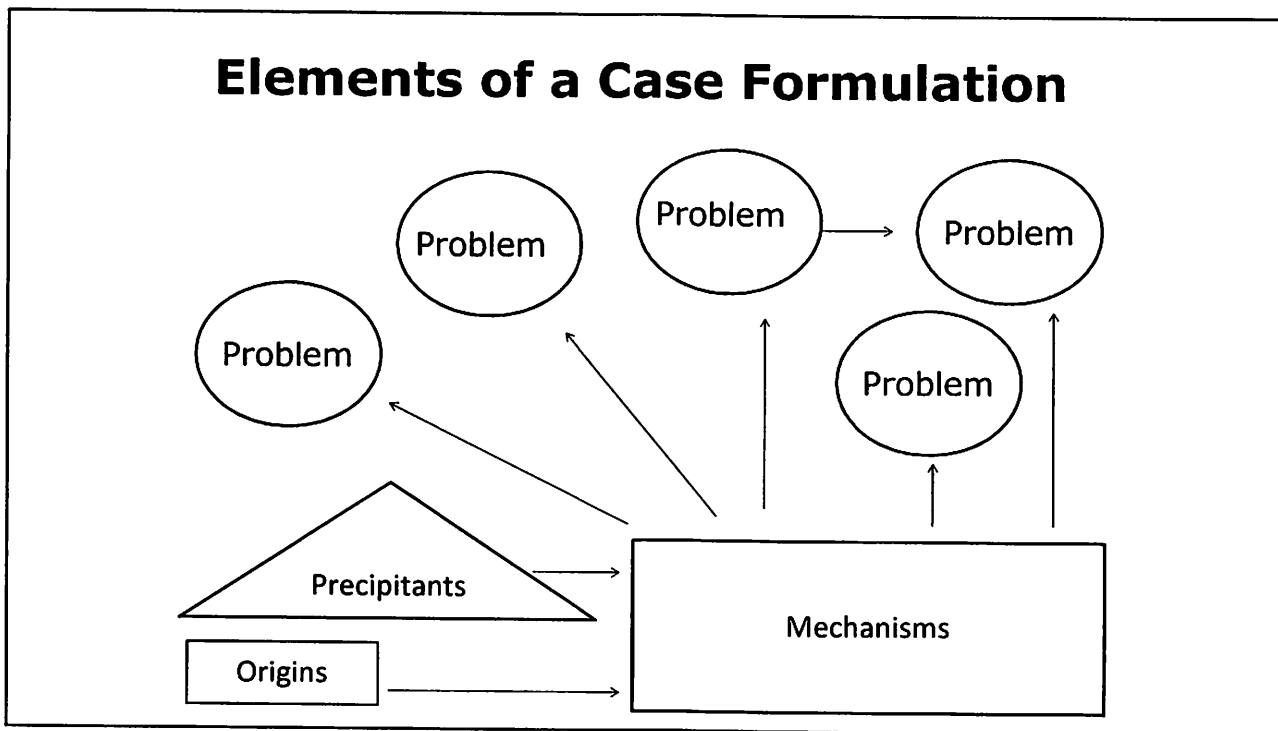 Elements of a Case Formulation
Problem
Problem
Problem
Problem
Problem
Precipitants
Mechanisms
Origins